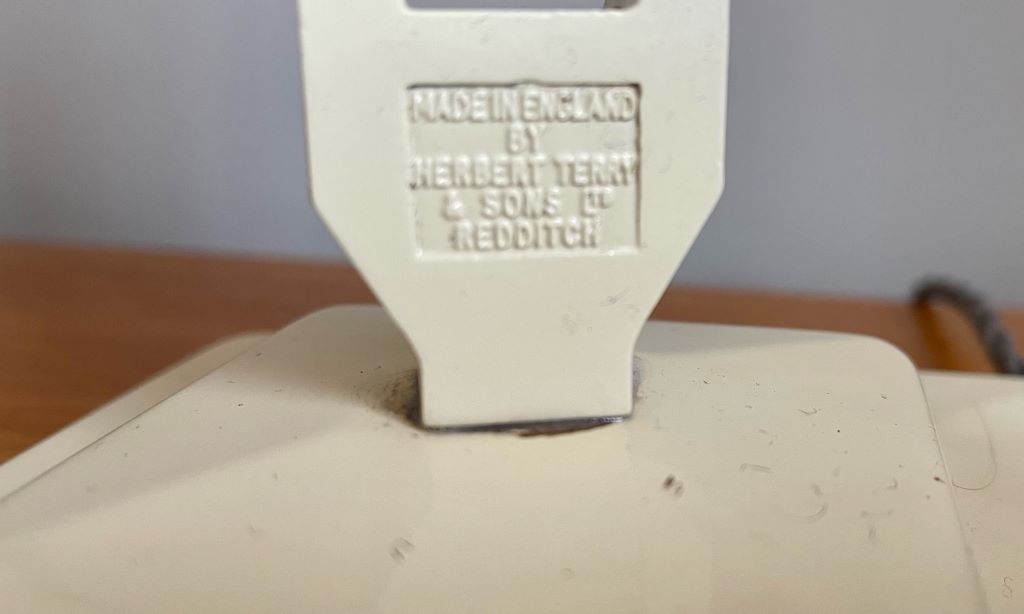 MADE IN ENGLAND
BY
HERBERT TERRY
& SONS LTD
REDDITCH